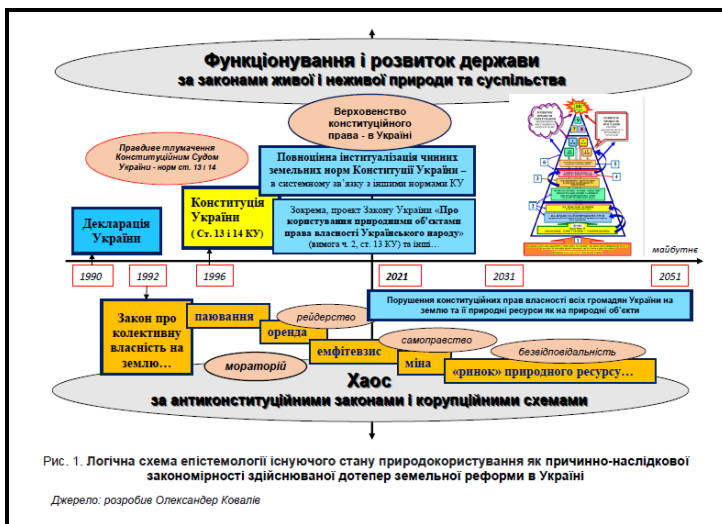 Функціонування і розвиток держави
за законами живої і неживої природи та суспільства
Верховенство
конституційного
права - в Україні
Правдиве тлумачення
Конституційним Судом
України - норм ст. 13 і 14
Повноцінна інституалізація чинних
земельних норм Конституції України –
в системному зв’язку з іншими нормами КУ
Конституція
України
( Ст. 13 і 14 КУ)
Зокрема, проект Закону України «Про
користування природними об’єктами
права власності Українського народу»
(вимога ч. 2, ст. 13 КУ) та інші…
Декларація
України
майбутнє
1990
1992
1996
2021
2031
2051
Закон про
колективну
власність на
землю…
паювання
оренда
рейдерство
емфітевзис
Порушення конституційних прав власності всіх громадян України на
землю та її природні ресурси як на природні об’єкти
самоправство
міна
безвідповідальність
«ринок» природного ресурсу…
мораторій
Хаос
за антиконституційними законами і корупційними схемами
Рис. 1. Логічна схема епістемології існуючого стану природокористування як причинно-наслідкової
закономірності здійснюваної дотепер земельної реформи в Україні
Джерело: розробив Олександр Ковалів